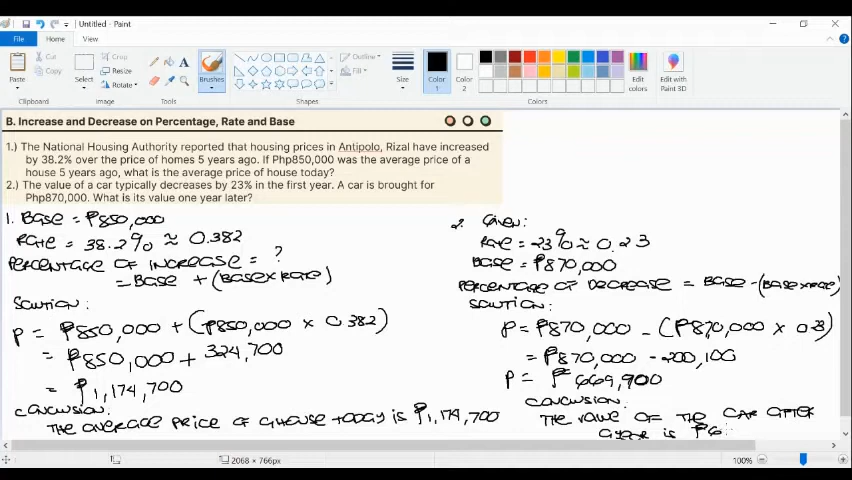 Untitled - Paint
File Home View
Paste Cut Copy
Clipboard
Select Crop Resize Rotate
Image
A
Tools
Brushes
Outline Fill
Shapes
Size
Color 1 Color 2 Edit colors Edit with Paint 3D
Colors
B. Increase and Decrease on Percentage, Rate and Base
1.) The National Housing Authority reported that housing prices in Antipolo, Rizal have increased
by 38.2% over the price of homes 5 years ago. If Php850,000 was the average price of a
house 5 years ago, what is the average price of house today?
2.) The value of a car typically decreases by 23% in the first year. A car is brought for
Php870,000. What is its value one year later?
1. BASE = ₱850,000
RATE = 38.2% ≈ 0.382
PERCENTAGE OF INCREASE = ?
= BASE + (BASE×RATE)
SOLUTION:
P = ₱850,000 + (₱850,000 × 0.382)
= ₱850,000 + 324,700
= ₱1,174,700
CONCLUSION:
THE AVERAGE PRICE OF A HOUSE TODAY IS ₱1,174,700
2. GIVEN:
RATE = 23% ≈ 0.23
BASE = ₱870,000
PERCENTAGE OF DECREASE = BASE - (BASE×RATE)
SOLUTION:
P = ₱870,000 - (₱870,000 × 0.23)
= ₱870,000 - 200,100
P = ₱669,900
CONCLUSION:
THE VALUE OF THE CAR AFTER
A YEAR IS ₱66
2068 × 766px
100%